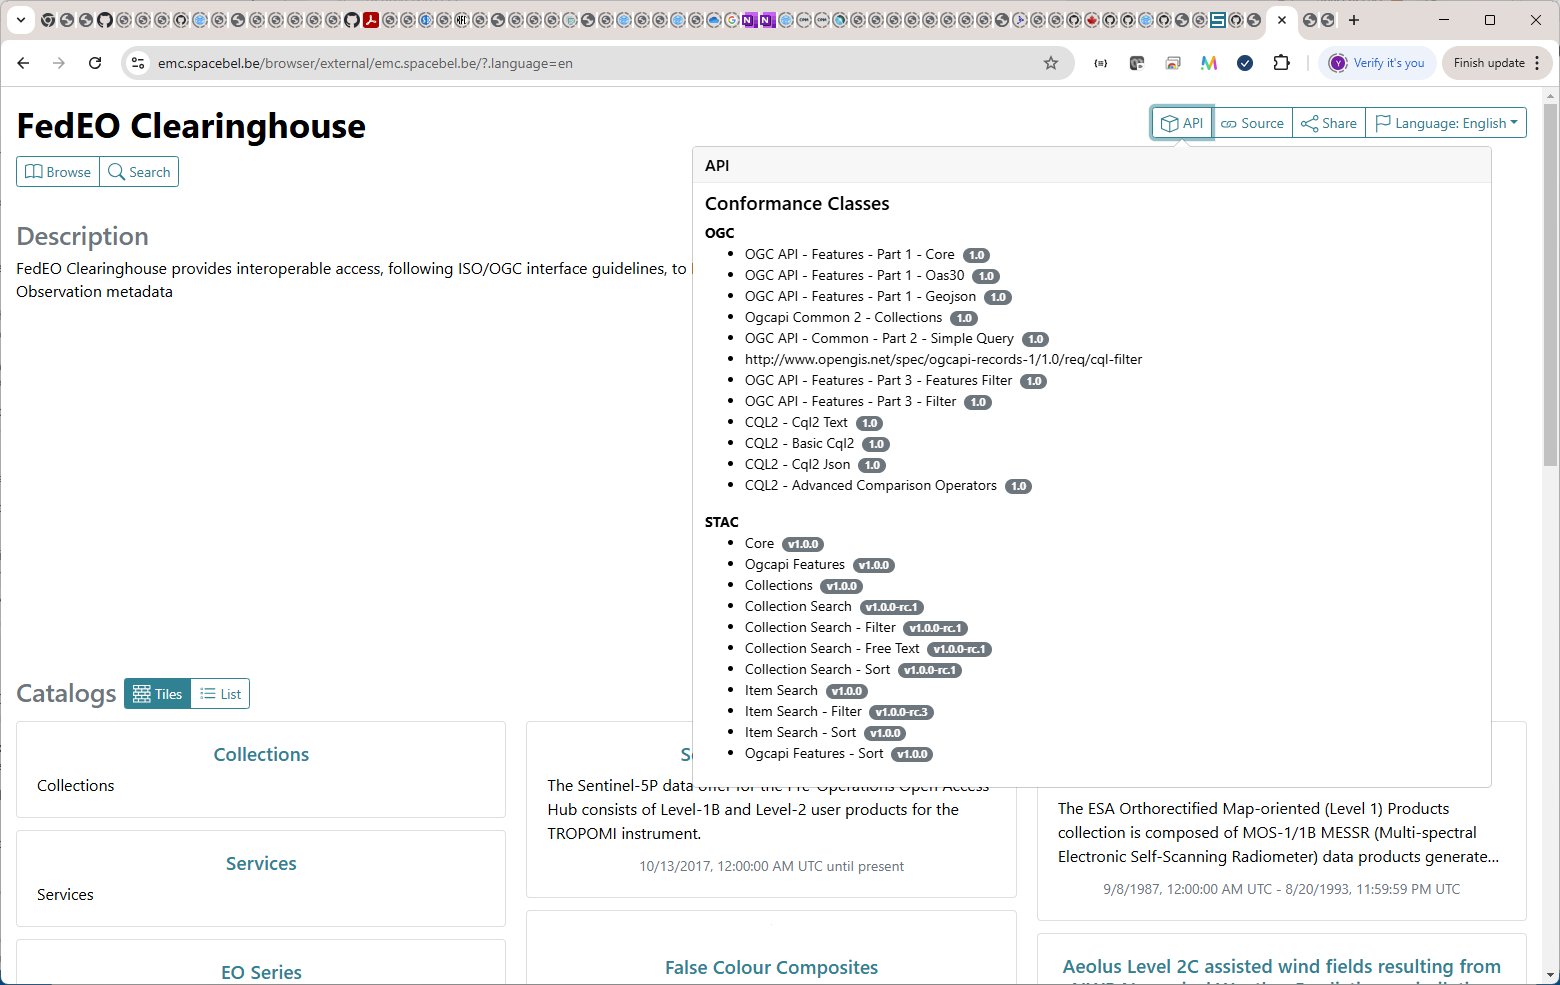 emc.spacebel.be/browser/external/emc.spacebel.be/?.language=en
Verify it's you
Finish update
FedEO Clearinghouse
API
Source
Share
Language: English
Browse
Search
Description
FedEO Clearinghouse provides interoperable access, following ISO/OGC interface guidelines, to
Observation metadata
API
Conformance Classes
OGC
OGC API - Features - Part 1 - Core 1.0
OGC API - Features - Part 1 - Oas30 1.0
OGC API - Features - Part 1 - Geojson 1.0
Ogcapi Common 2 - Collections 1.0
OGC API - Common - Part 2 - Simple Query 1.0
http://www.opengis.net/spec/ogcapi-records-1/1.0/req/cql-filter
OGC API - Features - Part 3 - Features Filter 1.0
OGC API - Features - Part 3 - Filter 1.0
CQL2 - Cql2 Text 1.0
CQL2 - Basic Cql2 1.0
CQL2 - Cql2 Json 1.0
CQL2 - Advanced Comparison Operators 1.0
STAC
Core v1.0.0
Ogcapi Features v1.0.0
Collections v1.0.0
Collection Search v1.0.0-rc.1
Collection Search - Filter v1.0.0-rc.1
Collection Search - Free Text v1.0.0-rc.1
Collection Search - Sort v1.0.0-rc.1
Item Search v1.0.0
Item Search - Filter v1.0.0-rc.3
Item Search - Sort v1.0.0
Ogcapi Features - Sort v1.0.0
Catalogs
Tiles
List
Collections
Collections
Services
Services
EO Series
The Sentinel-5P data offer for the Pre-Operations Open Access
Hub consists of Level-1B and Level-2 user products for the
TROPOMI instrument.
10/13/2017, 12:00:00 AM UTC until present
False Colour Composites
The ESA Orthorectified Map-oriented (Level 1) Products
collection is composed of MOS-1/1B MESSR (Multi-spectral
Electronic Self-Scanning Radiometer) data products generate...
9/8/1987, 12:00:00 AM UTC - 8/20/1993, 11:59:59 PM UTC
Aeolus Level 2C assisted wind fields resulting from